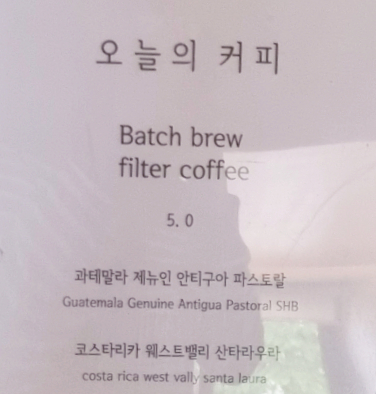 오늘의 커피
Batch brew
filter coffee
5.0
과테말라 제뉴인 안티구아 파스토랄
Guatemala Genuine Antigua Pastoral SHB
코스타리카 웨스트밸리 산타라우라
costa rica west vally santa laura